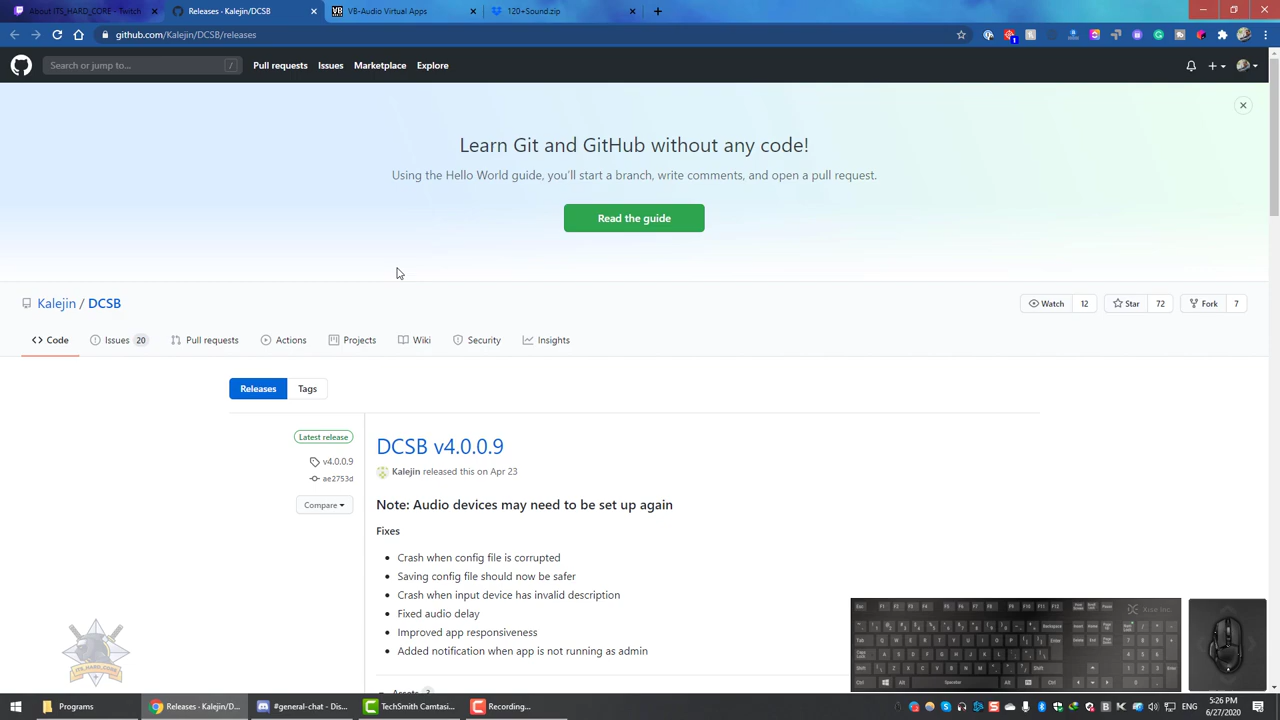 About ITS_HARD_CORE - Twitch
Releases · Kalejin/DCSB
VB-Audio Virtual Apps
120+Sound.zip
github.com/Kalejin/DCSB/releases
Search or jump to...
/
Pull requests
Issues
Marketplace
Explore
Learn Git and GitHub without any code!
Using the Hello World guide, you'll start a branch, write comments, and open a pull request.
Read the guide
Kalejin / DCSB
Watch 12
Star 72
Fork 7
Code
Issues 20
Pull requests
Actions
Projects
Wiki
Security
Insights
Releases
Tags
Latest release
v4.0.0.9
ae2753d
Compare
DCSB v4.0.0.9
Kalejin released this on Apr 23
Note: Audio devices may need to be set up again
Fixes
Crash when config file is corrupted
Saving config file should now be safer
Crash when input device has invalid description
Fixed audio delay
Improved app responsiveness
Added notification when app is not running as admin
Assets 3
ITS_HARD_CORE
Programs
Releases · Kalejin/D...
#general-chat - Dis...
TechSmith Camtasi...
Recording...
ENG
5:26 PM
6/27/2020